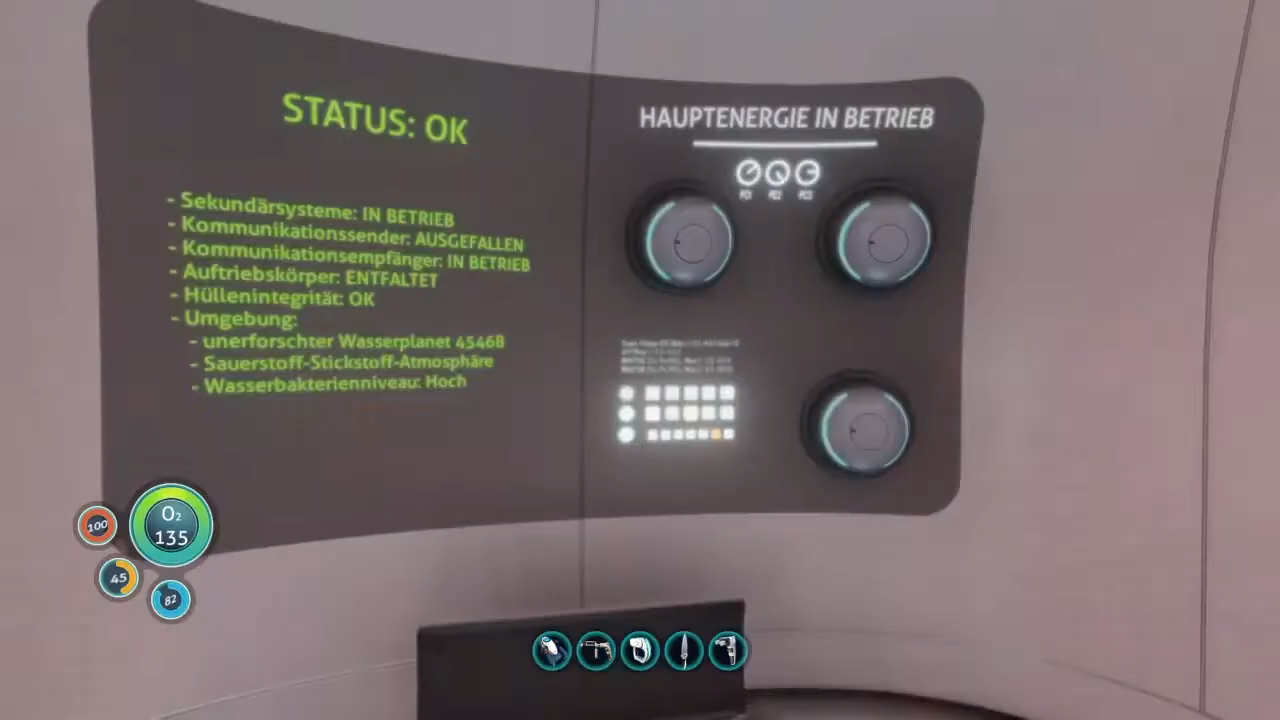 STATUS: OK
- Sekundärsysteme: IN BETRIEB
- Kommunikationssender: AUSGEFALLEN
- Kommunikationsempfänger: IN BETRIEB
- Auftriebskörper: ENTFALTET
- Hüllenintegrität: OK
- Umgebung:
- unerforschter Wasserplanet 4546B
- Sauerstoff-Stickstoff-Atmosphäre
- Wasserbakterienniveau: Hoch
HAUPTENERGIE IN BETRIEB
100
O₂
135
45
82